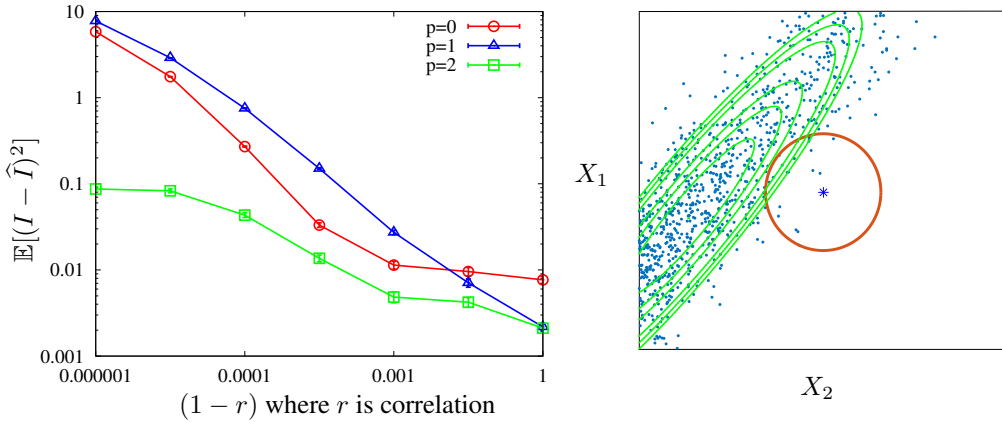 10
1
0.1
0.01
0.001
𝔼[(I − Î)²]
p=0
p=1
p=2
0.000001
0.0001
0.001
1
(1 − r) where r is correlation
X₁
X₂